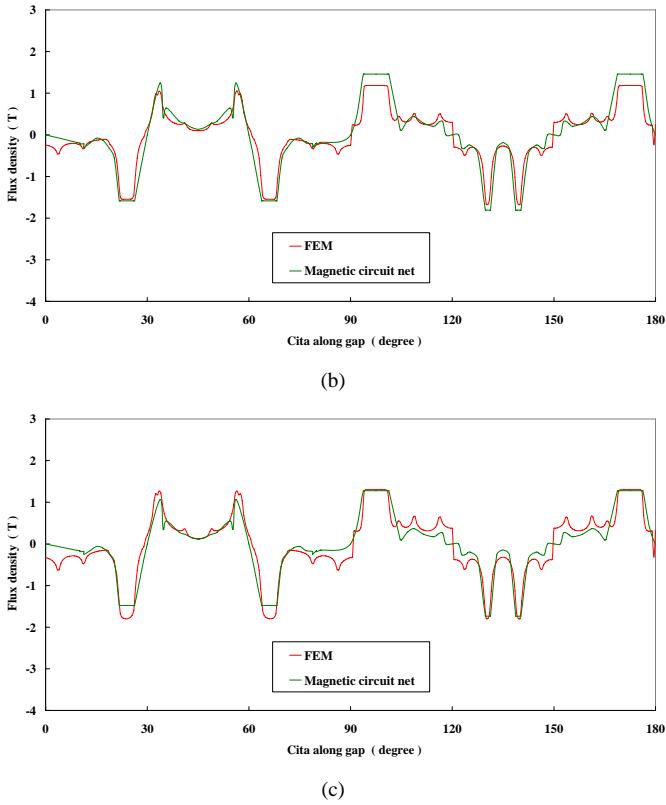 3
2
1
0
-1
-2
-3
-4
Flux density ( T )
FEM
Magnetic circuit net
0 30 60 90 120 150 180
Cita along gap ( degree )
(b)
3
2
1
0
-1
-2
-3
-4
Flux density ( T )
FEM
Magnetic circuit net
0 30 60 90 120 150 180
Cita along gap ( degree )
(c)